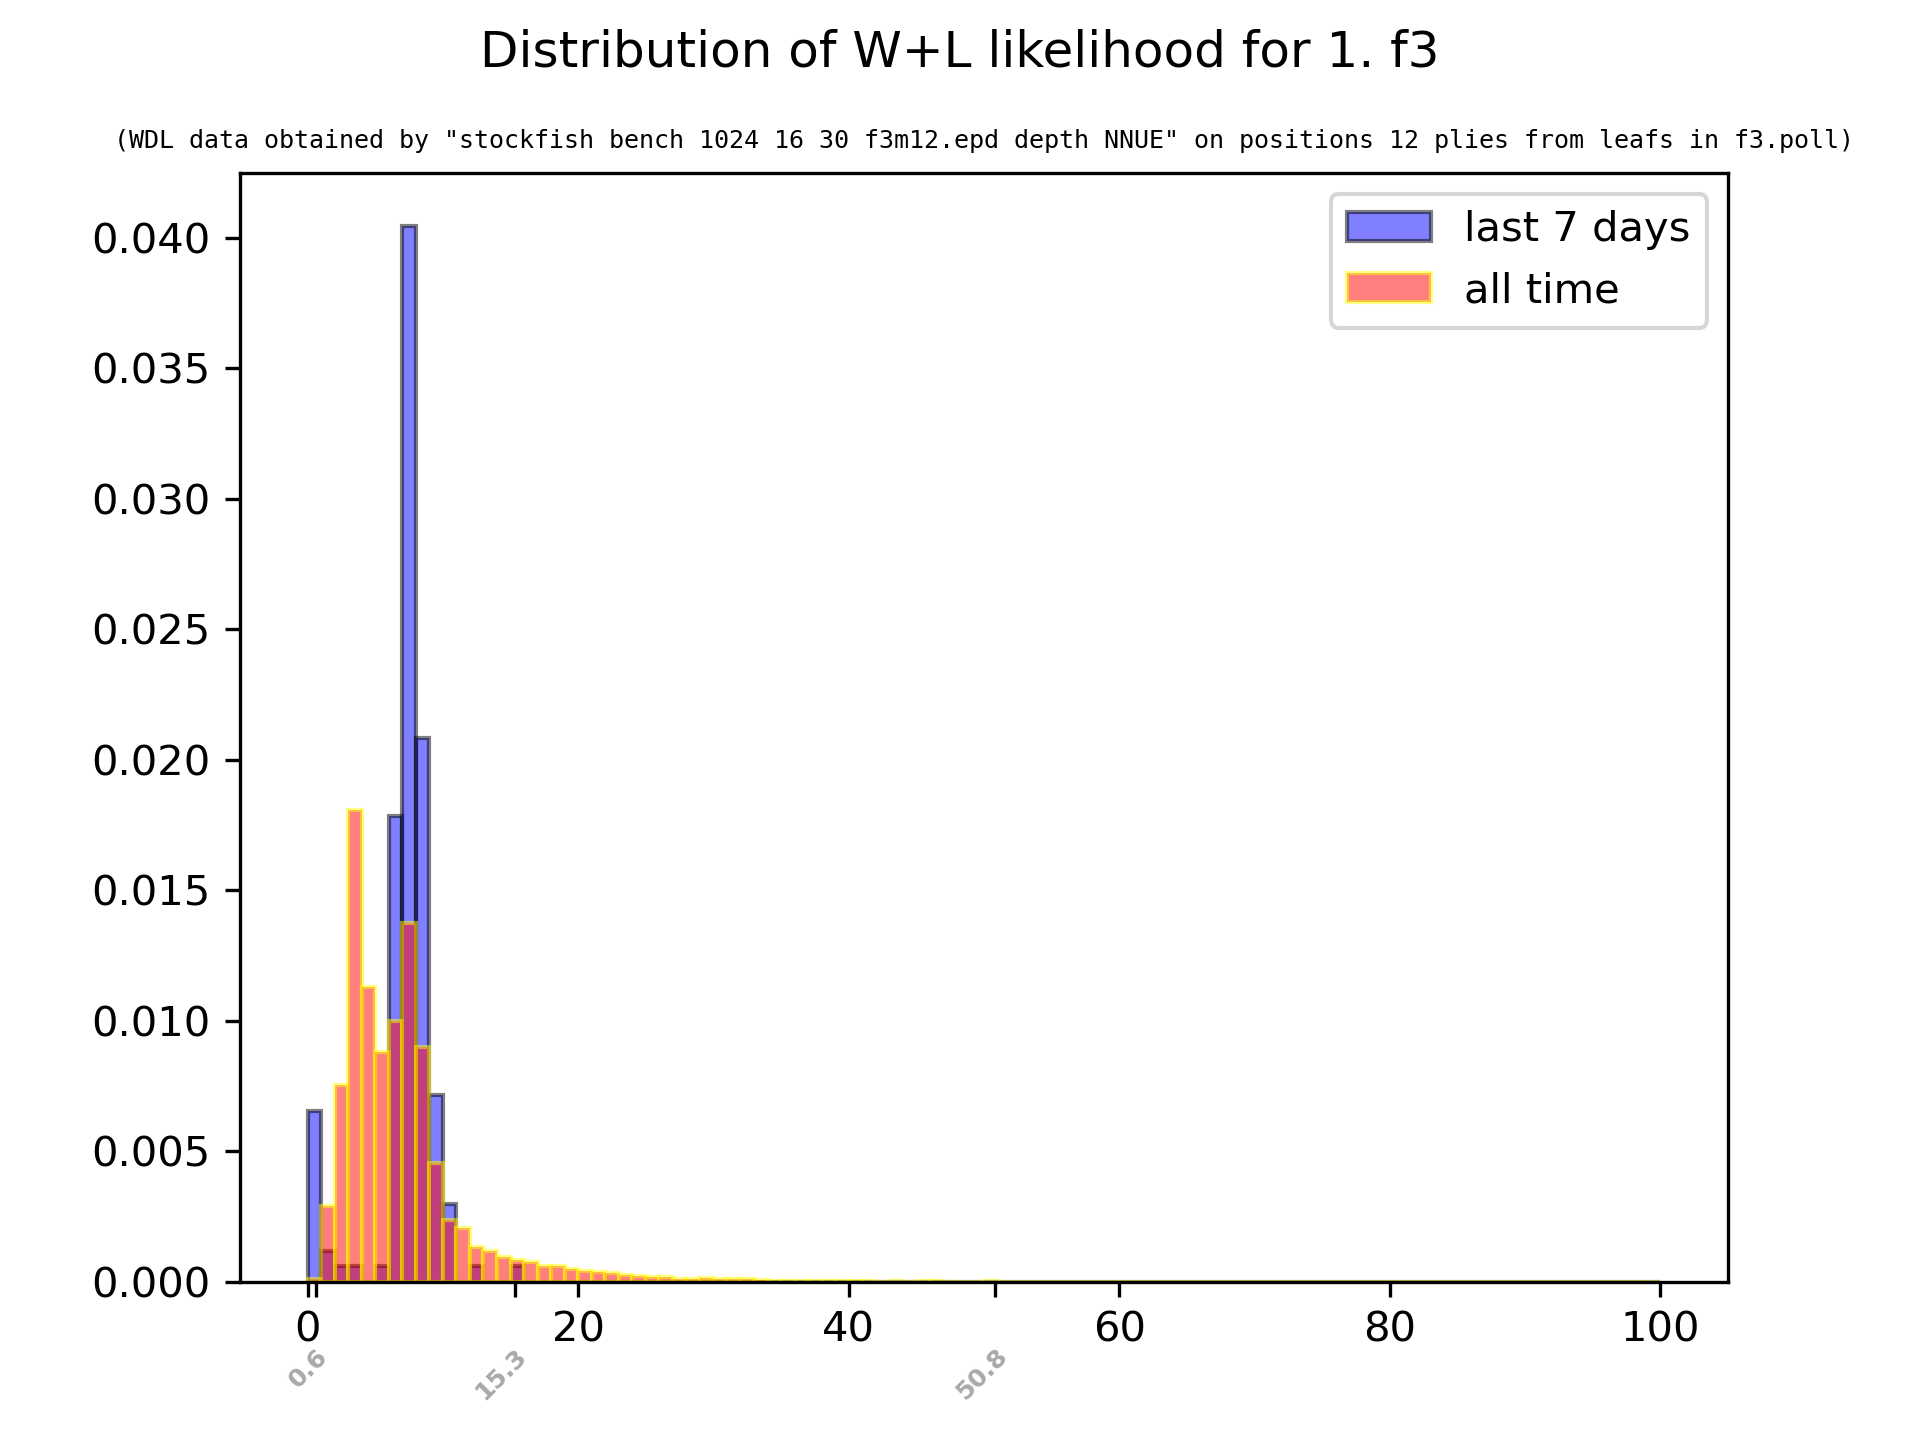 Distribution of W+L likelihood for 1. f3
(WDL data obtained by "stockfish bench 1024 16 30 f3m12.epd depth NNUE" on positions 12 plies from leafs in f3.poll)
last 7 days
all time
0.040
0.035
0.030
0.025
0.020
0.015
0.010
0.005
0.000
0 20 40 60 80 100
0.6 15.3 50.8